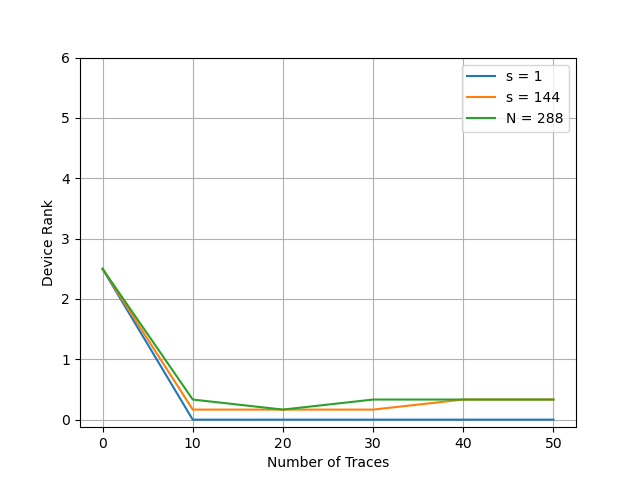 s = 1
s = 144
N = 288
6
5
4
3
2
1
0
Device Rank
0 10 20 30 40 50
Number of Traces